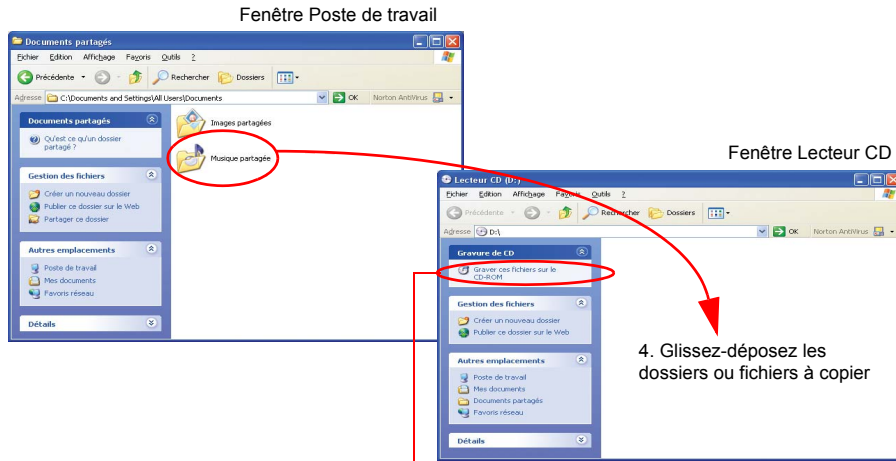 Fenêtre Poste de travail
Documents partagés
Fichier Edition Affichage Favoris Outils ?
Précédente Rechercher Dossiers
Adresse C:\Documents and Settings\All Users\Documents OK Norton AntiVirus
Documents partagés
Qu'est ce qu'un dossier
partagé ?
Gestion des fichiers
Créer un nouveau dossier
Publier ce dossier sur le Web
Partager ce dossier
Autres emplacements
Poste de travail
Mes documents
Favoris réseau
Détails
Images partagées
Musique partagée
Fenêtre Lecteur CD
Lecteur CD (D:)
Fichier Edition Affichage Favoris Outils ?
Précédente Rechercher Dossiers
Adresse D:\ OK Norton AntiVirus
Gravure de CD
Graver ces fichiers sur le
CD-ROM
Gestion des fichiers
Créer un nouveau dossier
Publier ce dossier sur le Web
Autres emplacements
Poste de travail
Mes documents
Documents partagés
Favoris réseau
Détails
4. Glissez-déposez les
dossiers ou fichiers à copier